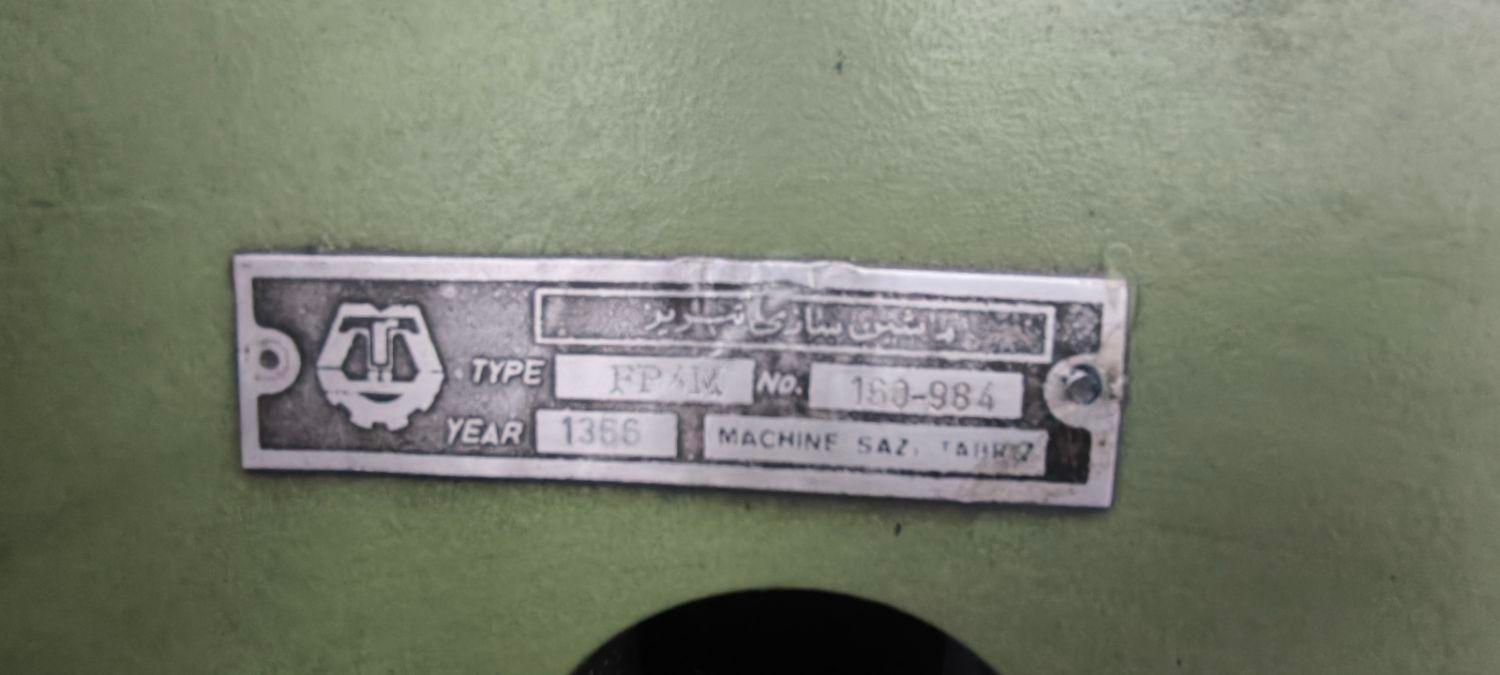 ماشین سازی تبریز
TYPE FP4M No. 160-984
YEAR 1366 MACHINE SAZI TABRIZ